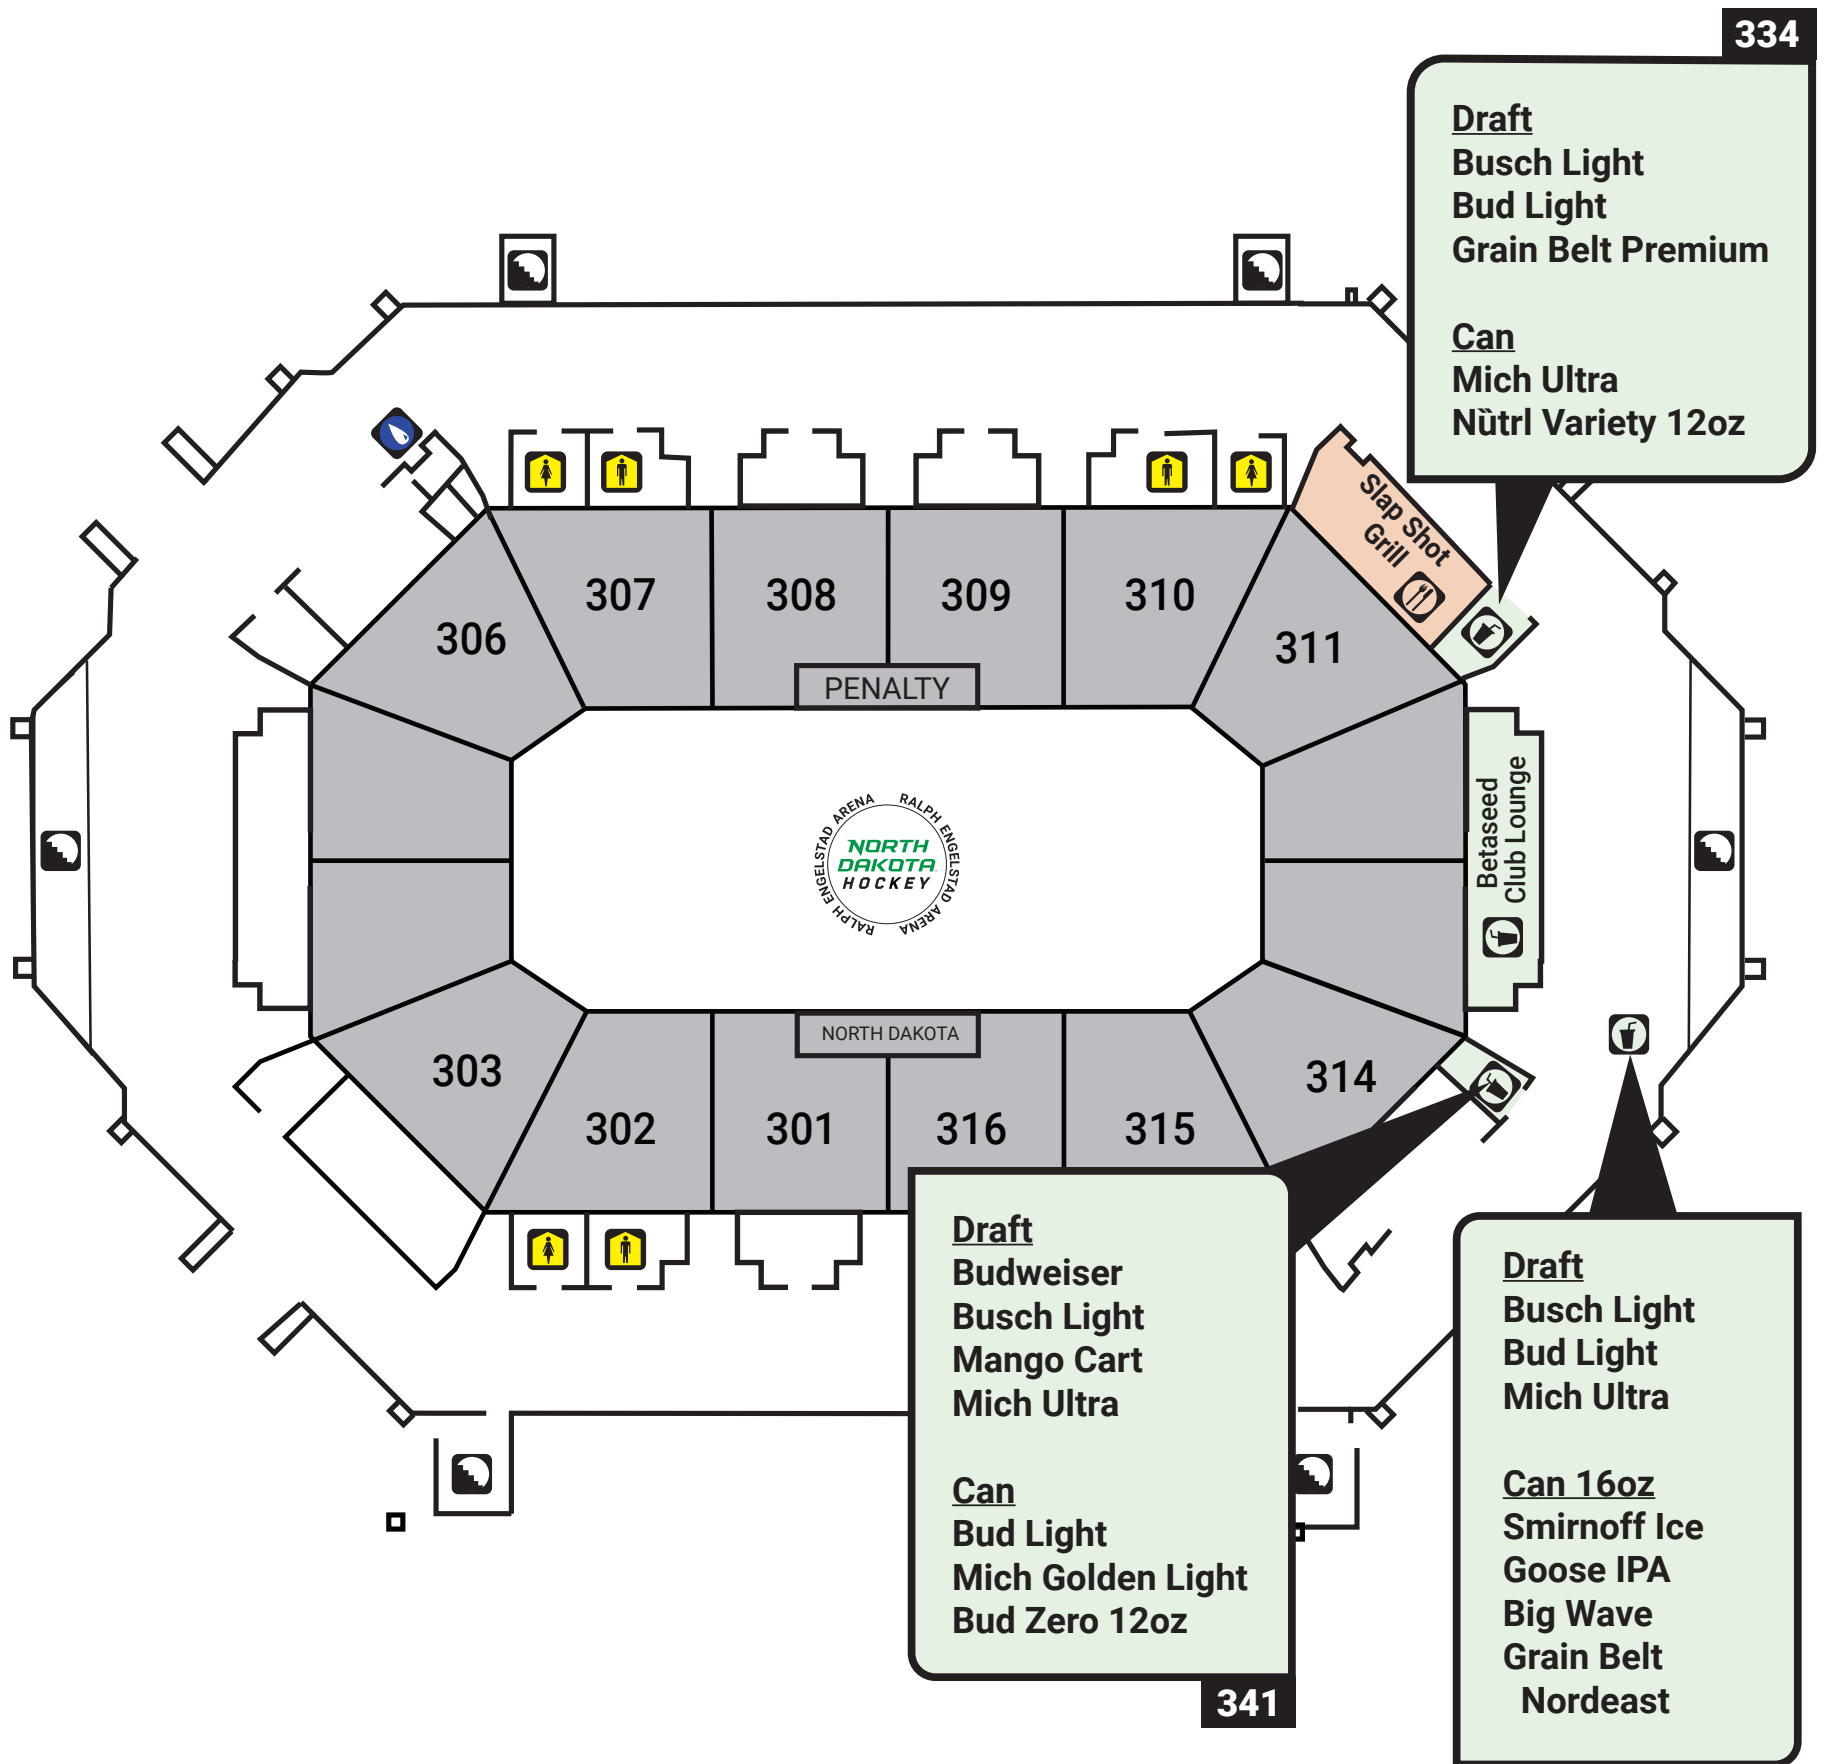 334
Draft
Busch Light
Bud Light
Grain Belt Premium
Can
Mich Ultra
Nǜtrl Variety 12oz
Slap Shot
Grill
306
307
308
309
310
311
PENALTY
RALPH ENGELSTAD ARENA
RALPH ENGELSTAD ARENA
NORTH
DAKOTA
HOCKEY
Betaseed
Club Lounge
NORTH DAKOTA
303
302
301
316
315
314
Draft
Budweiser
Busch Light
Mango Cart
Mich Ultra
Can
Bud Light
Mich Golden Light
Bud Zero 12oz
341
Draft
Busch Light
Bud Light
Mich Ultra
Can 16oz
Smirnoff Ice
Goose IPA
Big Wave
Grain Belt
Nordeast